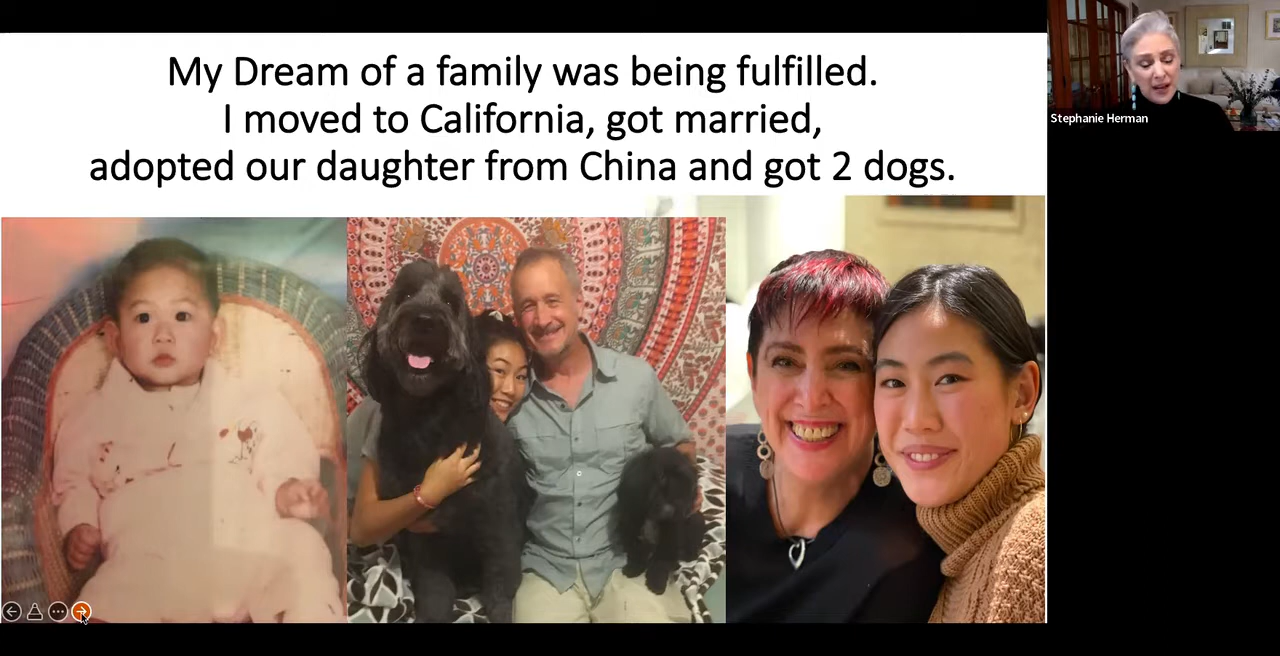 My Dream of a family was being fulfilled.
I moved to California, got married,
adopted our daughter from China and got 2 dogs.
Stephanie Herman